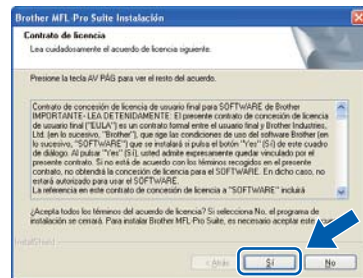 Brother MFL-Pro Suite Instalación
Contrato de licencia
Lea cuidadosamente el acuerdo de licencia siguiente.
Presione la tecla AV PÁG para ver el resto del acuerdo.
Contrato de concesión de licencia de usuario final para SOFTWARE de Brother
IMPORTANTE- LEA DETENIDAMENTE: El presente contrato de concesión de licencia
de usuario final ("EULA") es un contrato formal entre el usuario final y Brother Industries,
Ltd. (en lo sucesivo, "Brother"), que rige las condiciones de uso del software Brother (en
lo sucesivo, "SOFTWARE") que se instalará si pulsa el botón "Yes" (Sí) de este cuadro
de diálogo. Al pulsar "Yes" (Sí), usted admite expresamente quedar vinculado por el
presente contrato. Si no está de acuerdo con los términos recogidos en el presente
contrato, no obtendrá la concesión de licencia para el SOFTWARE. En dicho caso, no
estará autorizado para usar el SOFTWARE.
La referencia en este contrato de concesión de licencia a "SOFTWARE" incluirá
¿Acepta todos los términos del acuerdo de licencia? Si selecciona No, el programa de
instalación se cerrará. Para instalar Brother MFL-Pro Suite, es necesario aceptar este
InstallShield
< Atrás
Sí
No